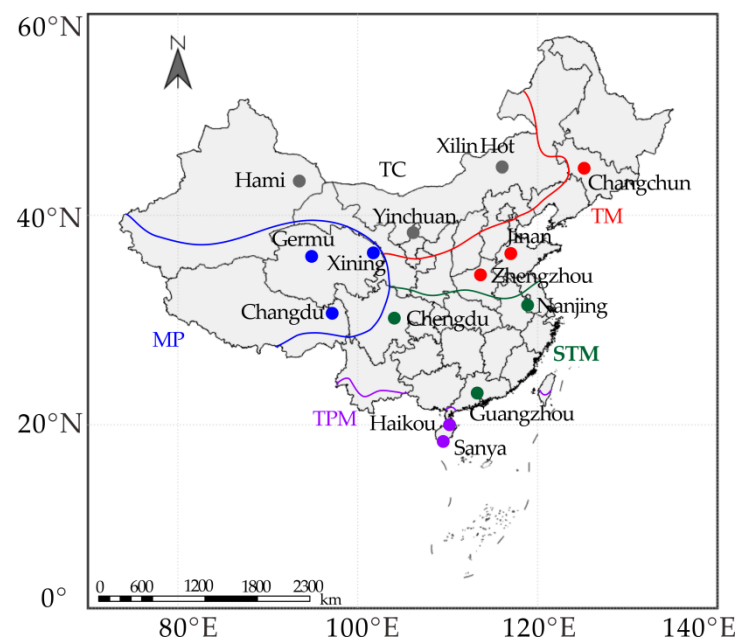 60°N
N
Xilin Hot
TC
Hami
Changchun
40°N
Yinchuan
TM
Germu
Jinan
Xining
Zhengzhou
Changdu
Nanjing
Chengdu
MP
STM
TPM
Guangzhou
Haikou
20°N
Sanya
0°
0 600 1200 1800 2300
km
80°E 100°E 120°E 140°E